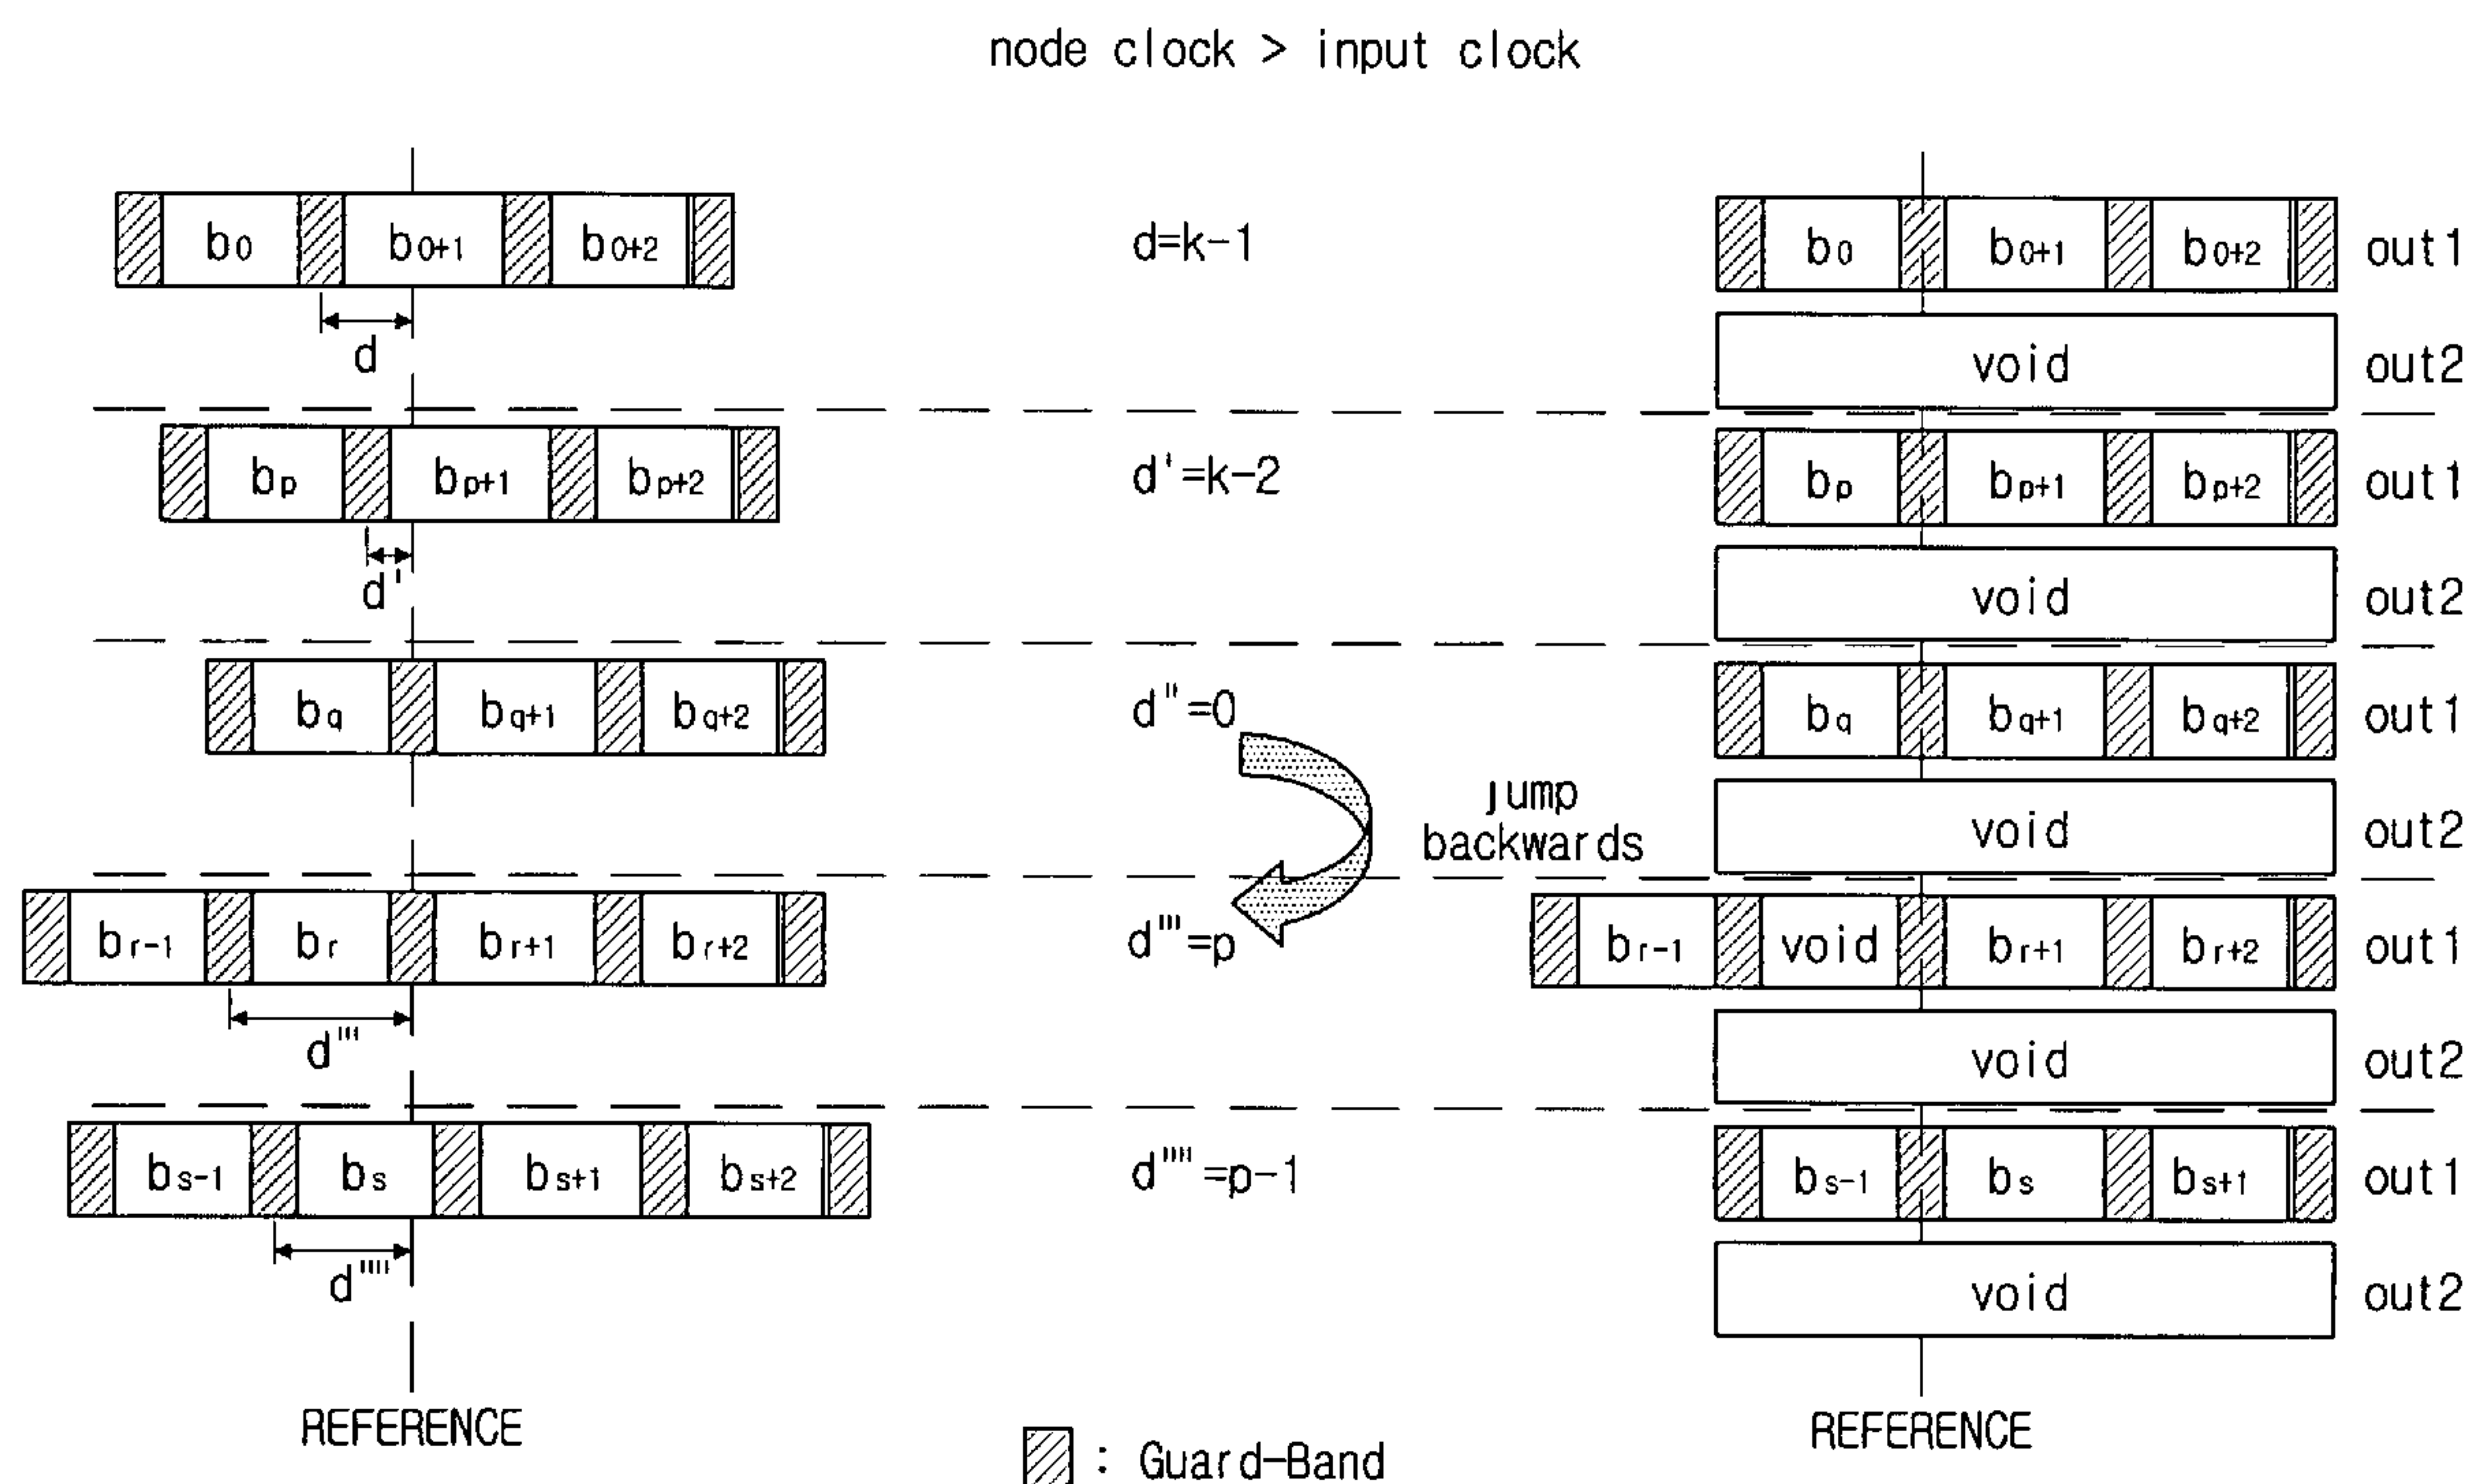 node clock > input clock
b0 b0+1 b0+2 d=k-1 b0 b0+1 b0+2 out1
d void out2
bp bp+1 bp+2 d'=k-2 bp bp+1 bp+2 out1
d' void out2
bq bq+1 bq+2 d''=0 bq bq+1 bq+2 out1
jump
backwards
void out2
br-1 br br+1 br+2 d'''=p br-1 void br+1 br+2 out1
d''' void out2
bs-1 bs bs+1 bs+2 d''''=p-1 bs-1 bs bs+1 out1
d'''' void out2
REFERENCE REFERENCE
: Guard-Band